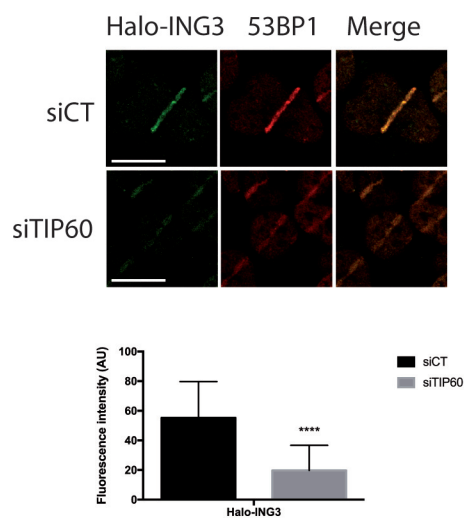 Halo-ING3 53BP1 Merge
siCT
siTIP60
100
80
60
40
20
0
Fluorescence intensity (AU)
****
Halo-ING3
siCT
siTIP60